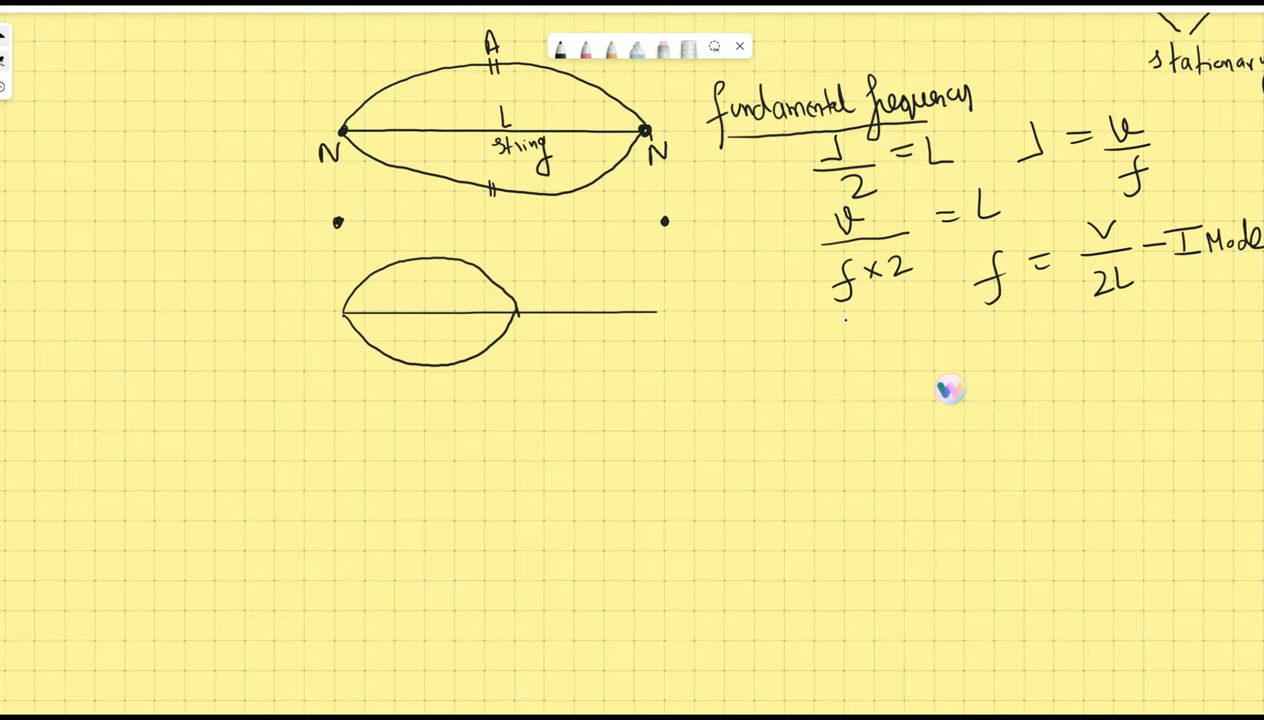 A
L
string
N N
stationary
fundamental frequency
λ/2 = L λ = v/f
v/(f × 2) = L
f = v/2L - I Mode